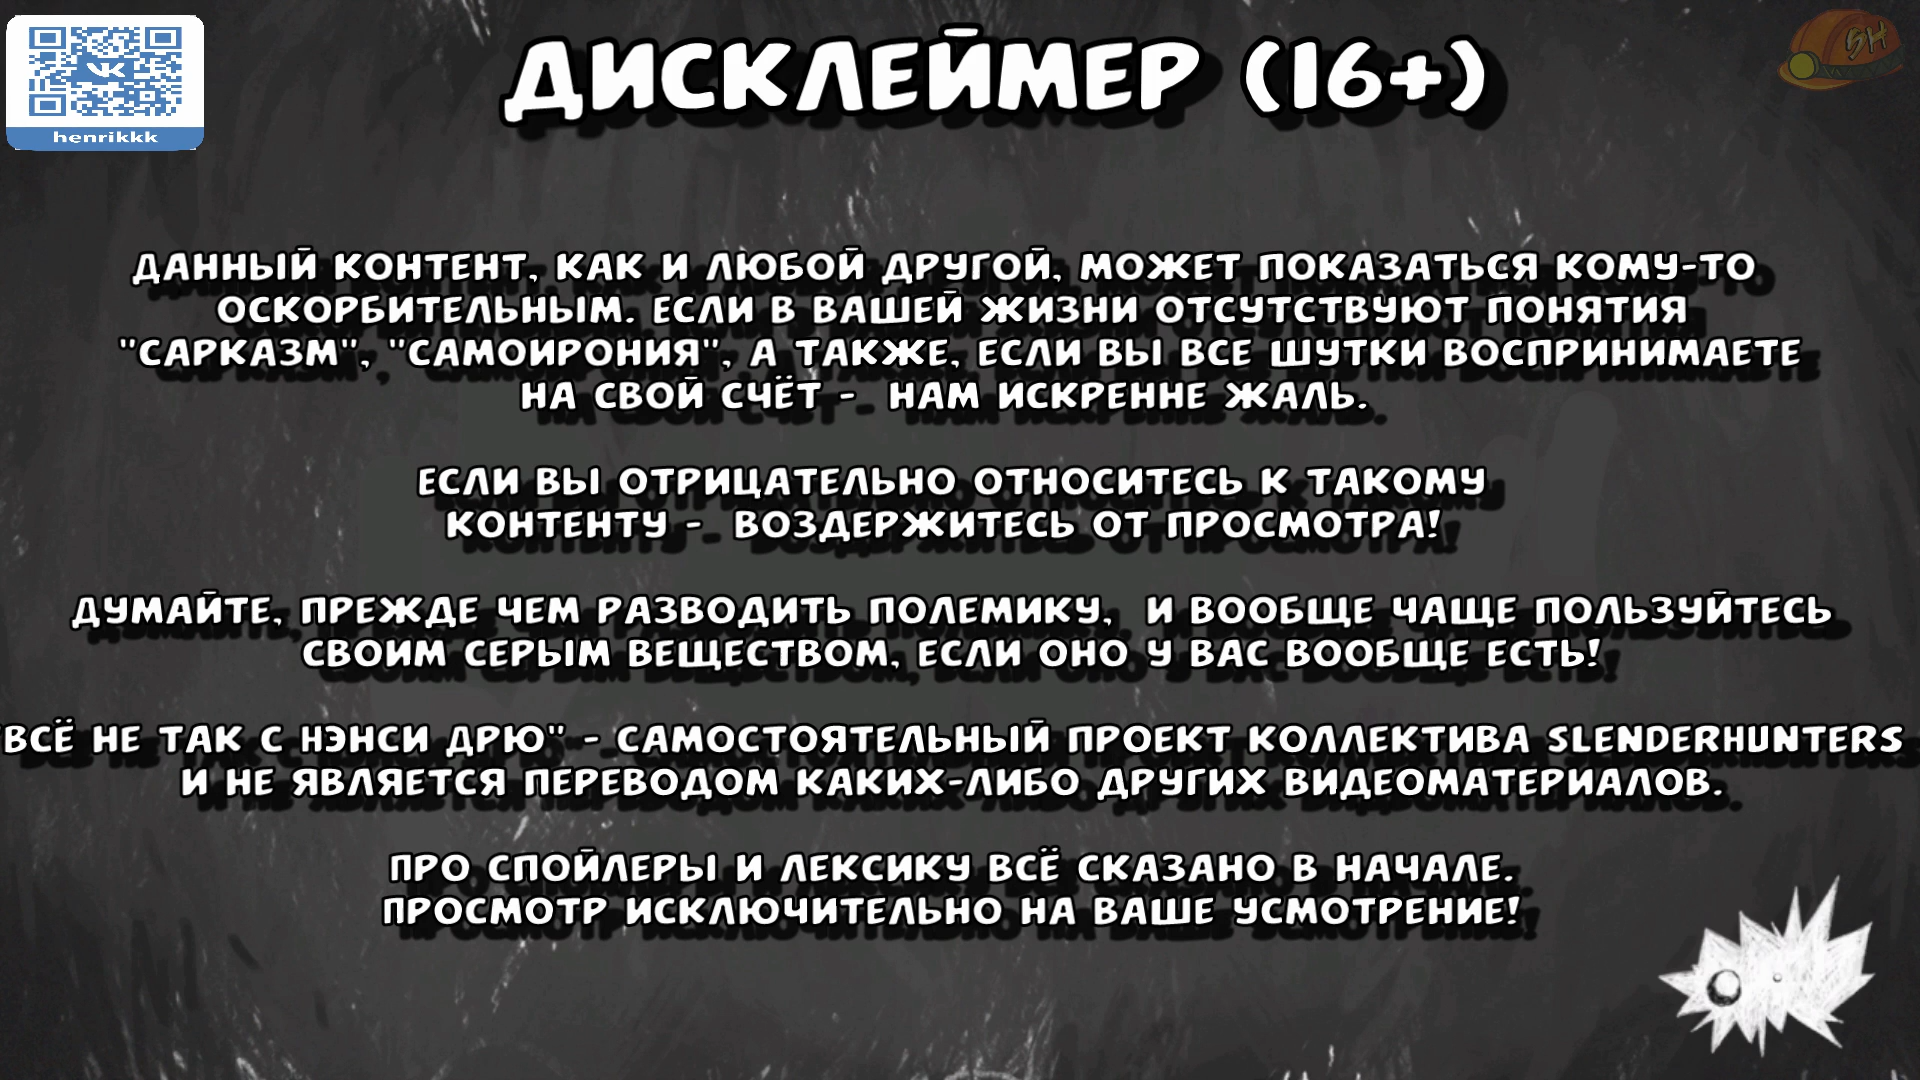 ДИСКЛЕЙМЕР (16+)
henrikkk
SH
ДАННЫЙ КОНТЕНТ, КАК И ЛЮБОЙ ДРУГОЙ, МОЖЕТ ПОКАЗАТЬСЯ КОМУ-ТО
ОСКОРБИТЕЛЬНЫМ. ЕСЛИ В ВАШЕЙ ЖИЗНИ ОТСУТСТВУЮТ ПОНЯТИЯ
"САРКАЗМ", "САМОИРОНИЯ", А ТАКЖЕ, ЕСЛИ ВЫ ВСЕ ШУТКИ ВОСПРИНИМАЕТЕ
НА СВОЙ СЧЁТ - НАМ ИСКРЕННЕ ЖАЛЬ.
ЕСЛИ ВЫ ОТРИЦАТЕЛЬНО ОТНОСИТЕСЬ К ТАКОМУ
КОНТЕНТУ - ВОЗДЕРЖИТЕСЬ ОТ ПРОСМОТРА!
ДУМАЙТЕ, ПРЕЖДЕ ЧЕМ РАЗВОДИТЬ ПОЛЕМИКУ, И ВООБЩЕ ЧАЩЕ ПОЛЬЗУЙТЕСЬ
СВОИМ СЕРЫМ ВЕЩЕСТВОМ, ЕСЛИ ОНО У ВАС ВООБЩЕ ЕСТЬ!
"ВСЁ НЕ ТАК С НЭНСИ ДРЮ" - САМОСТОЯТЕЛЬНЫЙ ПРОЕКТ КОЛЛЕКТИВА SLENDERHUNTERS
И НЕ ЯВЛЯЕТСЯ ПЕРЕВОДОМ КАКИХ-ЛИБО ДРУГИХ ВИДЕОМАТЕРИАЛОВ.
ПРО СПОЙЛЕРЫ И ЛЕКСИКУ ВСЁ СКАЗАНО В НАЧАЛЕ.
ПРОСМОТР ИСКЛЮЧИТЕЛЬНО НА ВАШЕ УСМОТРЕНИЕ!